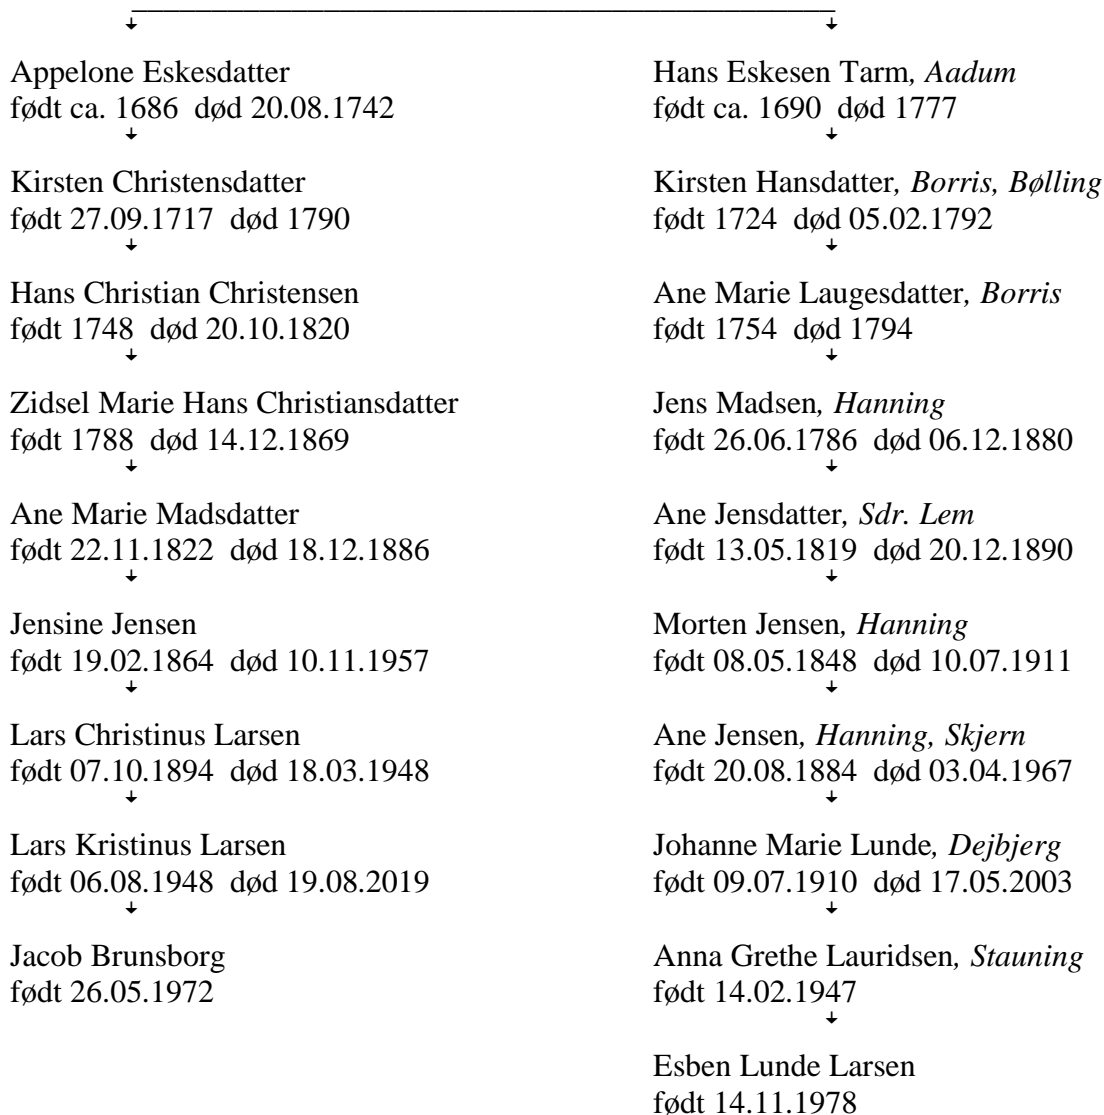 Appelone Eskesdatter
født ca. 1686 død 20.08.1742
Kirsten Christensdatter
født 27.09.1717 død 1790
Hans Christian Christensen
født 1748 død 20.10.1820
Zidsel Marie Hans Christiansdatter
født 1788 død 14.12.1869
Ane Marie Madsdatter
født 22.11.1822 død 18.12.1886
Jensine Jensen
født 19.02.1864 død 10.11.1957
Lars Christinus Larsen
født 07.10.1894 død 18.03.1948
Lars Kristinus Larsen
født 06.08.1948 død 19.08.2019
Jacob Brunsborg
født 26.05.1972
Hans Eskesen Tarm, Aadum
født ca. 1690 død 1777
Kirsten Hansdatter, Borris, Bølling
født 1724 død 05.02.1792
Ane Marie Laugesdatter, Borris
født 1754 død 1794
Jens Madsen, Hanning
født 26.06.1786 død 06.12.1880
Ane Jensdatter, Sdr. Lem
født 13.05.1819 død 20.12.1890
Morten Jensen, Hanning
født 08.05.1848 død 10.07.1911
Ane Jensen, Hanning, Skjern
født 20.08.1884 død 03.04.1967
Johanne Marie Lunde, Dejbjerg
født 09.07.1910 død 17.05.2003
Anna Grethe Lauridsen, Stauning
født 14.02.1947
Esben Lunde Larsen
født 14.11.1978